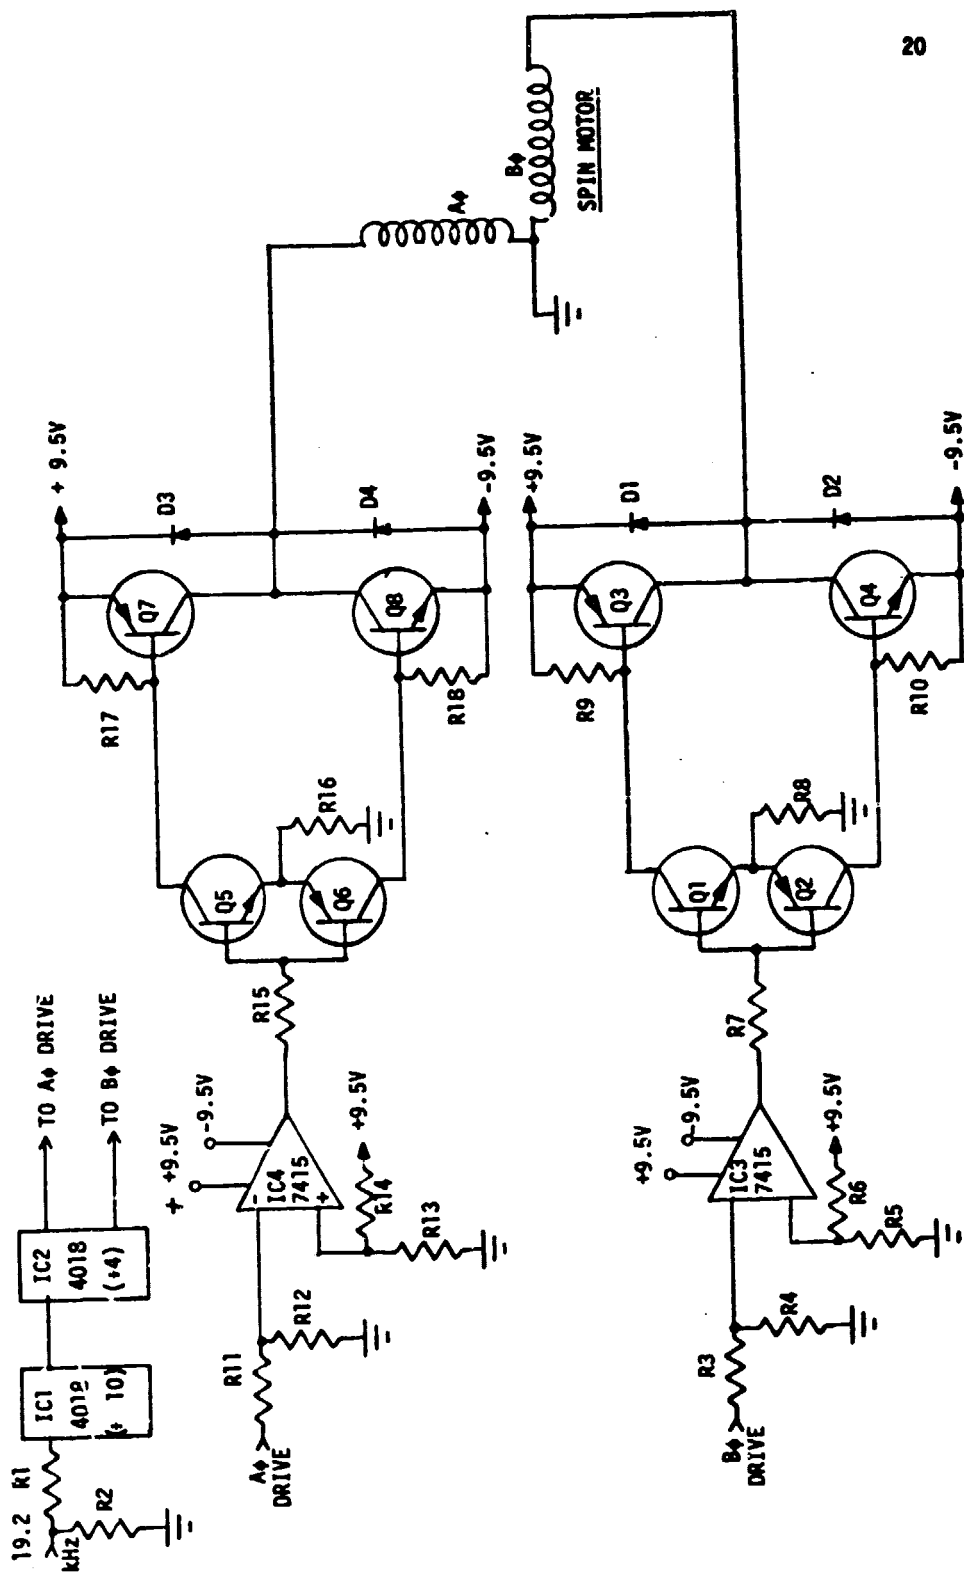 20
19.2
kHz
R1
R2
IC1
4018
(÷ 10)
IC2
4018
(÷4)
TO Aϕ DRIVE
TO Bϕ DRIVE
Aϕ
DRIVE
R11
R12
+ +9.5V
-9.5V
-
IC4
7415
+
R14
+9.5V
R13
R15
Q5
Q6
R16
R17
Q7
Q8
R18
+ 9.5V
D3
D4
-9.5V
Aϕ
Bϕ
SPIN MOTOR
Bϕ
DRIVE
R3
R4
+9.5V
-9.5V
IC3
7415
R6
+9.5V
R5
R7
Q1
Q2
R8
R9
Q3
Q4
R10
+9.5V
D1
D2
-9.5V